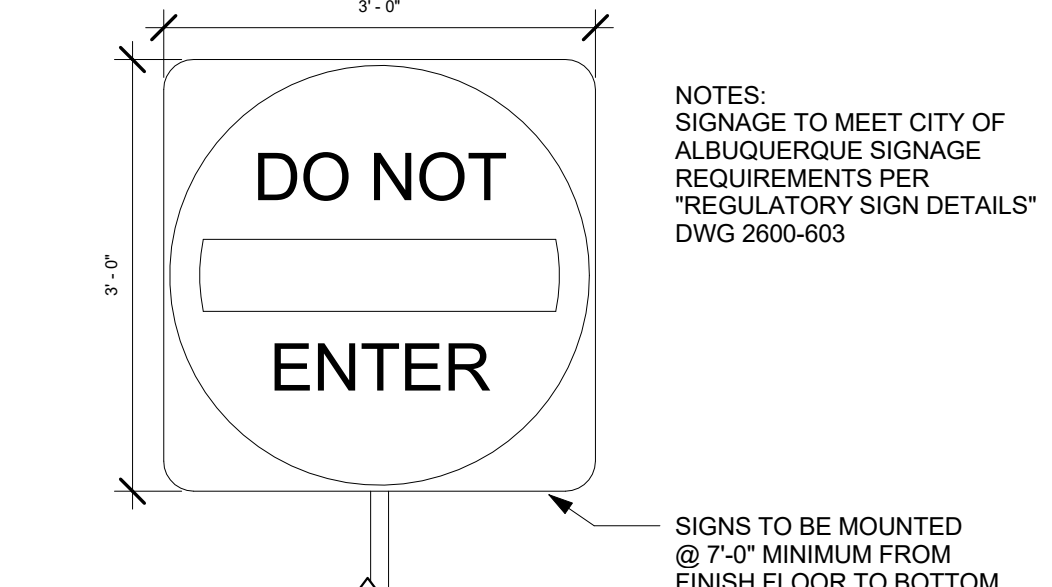 3' - 0"
NOTES:
SIGNAGE TO MEET CITY OF
ALBUQUERQUE SIGNAGE
REQUIREMENTS PER
"REGULATORY SIGN DETAILS"
DWG 2600-603
DO NOT
3' - 0"
ENTER
SIGNS TO BE MOUNTED
@ 7'-0" MINIMUM FROM
FINISH FLOOR TO BOTTOM